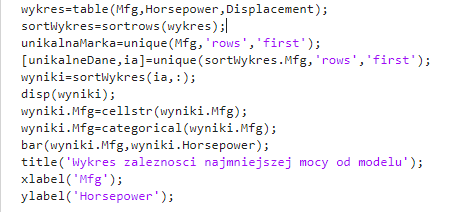 wykres=table(Mfg,Horsepower,Displacement);
sortWykres=sortrows(wykres);
unikalnaMarka=unique(Mfg,'rows','first');
[unikalneDane,ia]=unique(sortWykres.Mfg,'rows','first');
wyniki=sortWykres(ia,:);
disp(wyniki);
wyniki.Mfg=cellstr(wyniki.Mfg);
wyniki.Mfg=categorical(wyniki.Mfg);
bar(wyniki.Mfg,wyniki.Horsepower);
title('Wykres zaleznosci najmniejszej mocy od modelu');
xlabel('Mfg');
ylabel('Horsepower');